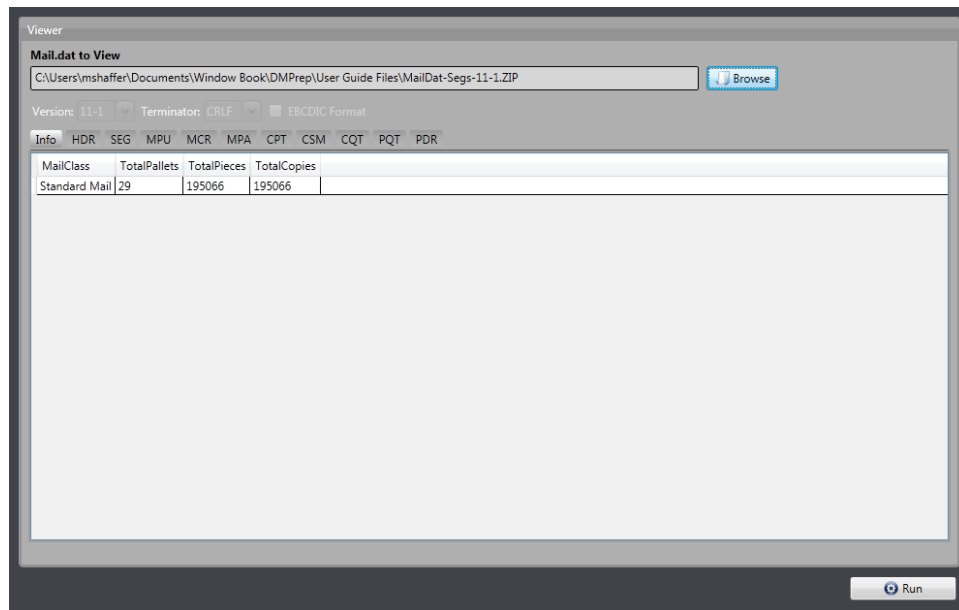 Viewer
Mail.dat to View
C:\Users\mshaffer\Documents\Window Book\DMPrep\User Guide Files\MailDat-Segs-11-1.ZIP Browse
Version: 11-1 Terminator: CRLF EBCDIC Format
Info HDR SEG MPU MCR MPA CPT CSM CQT PQT PDR
MailClass TotalPallets TotalPieces TotalCopies
Standard Mail 29 195066 195066
Run